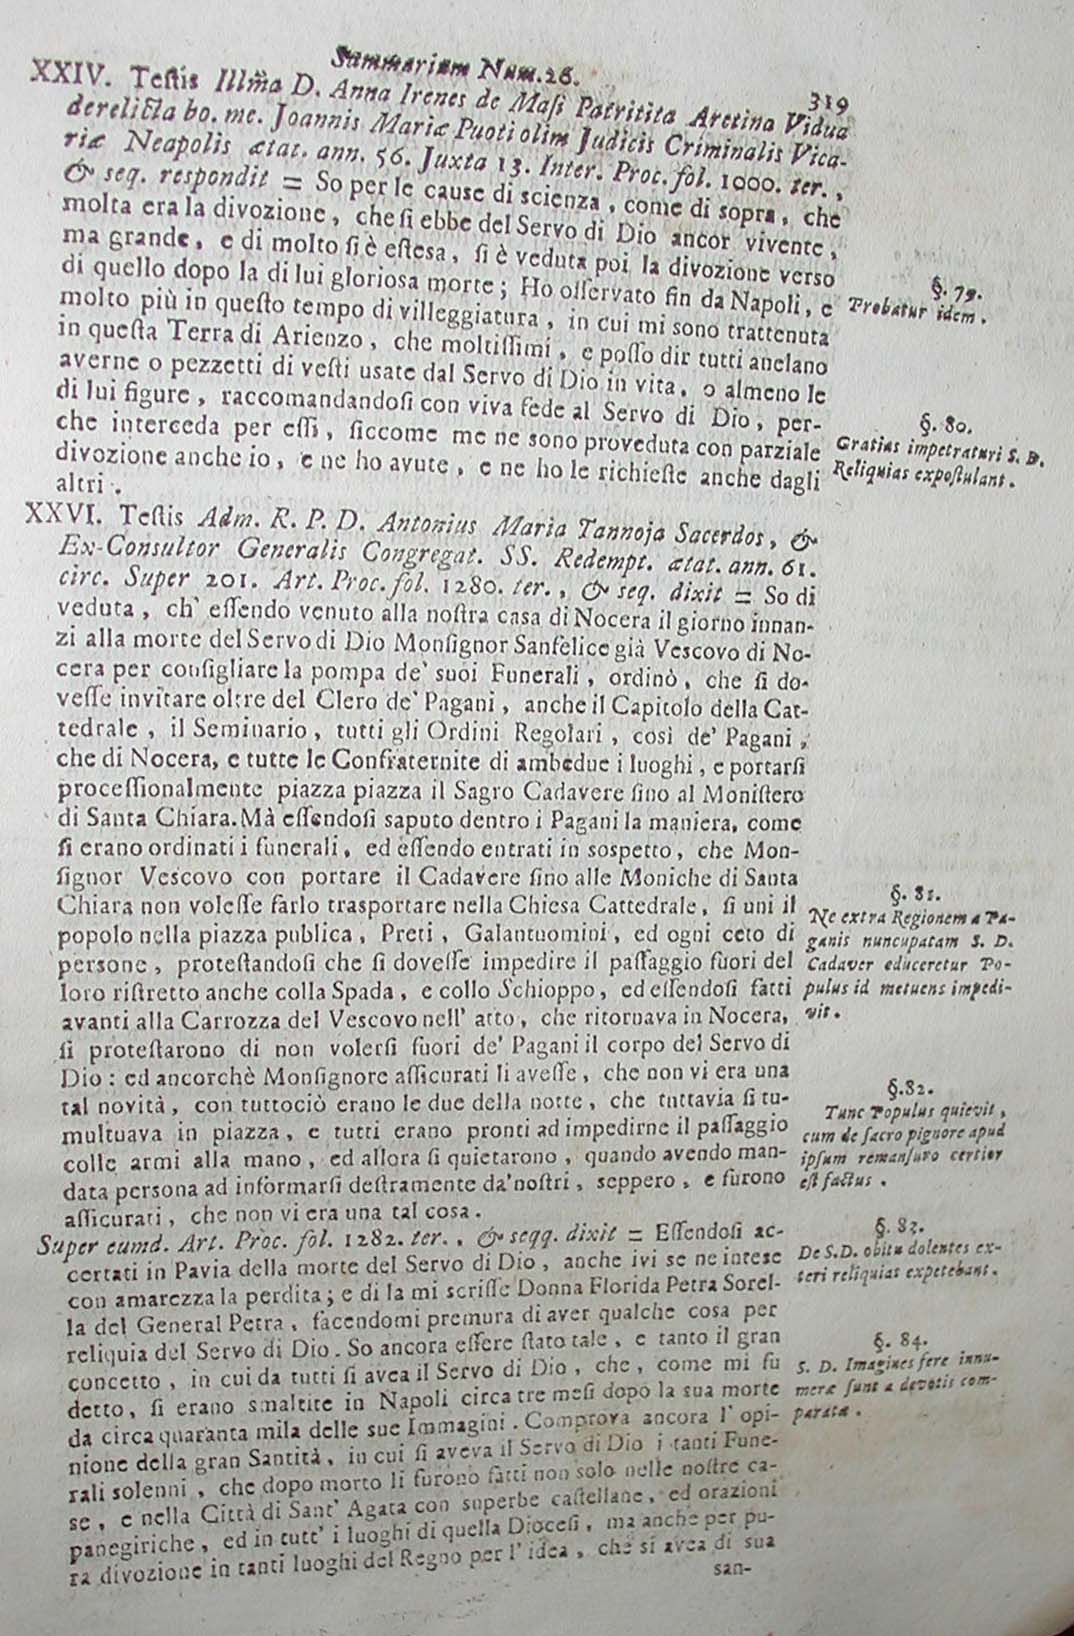 Summarium Num. 26.
319
XXIV. Teſtis Illm̃a D. Anna Irenes de Maſi Patritita Aretina Vidua
derelicta bo. me. Joannis Mariæ Puoti olim Judicis Criminalis Vica-
riæ Neapolis ætat. ann. 56. Juxta 13. Inter. Proc. fol. 1000. ter.,
& seq. respondit = So per le cause di scienza, come di sopra, che
molta era la divozione, che ſi ebbe del Servo di Dio ancor vivente,
ma grande, e di molto ſi è eſteſa, ſi è veduta poi la divozione verso
di quello dopo la di lui gloriosa morte; Ho oſſervato fin da Napoli, e
molto più in queſto tempo di villeggiatura, in cui mi sono trattenuta
in queſta Terra di Arienzo, che moltiſſimi, e poſſo dir tutti anelano
averne o pezzetti di veſti usate dal Servo di Dio in vita, o almeno le
di lui figure, raccomandandoſi con viva fede al Servo di Dio, per-
che interceda per eſſi, ſiccome me ne sono proveduta con parziale
divozione anche io, e ne ho avute, e ne ho le richieſte anche dagli
altri.
§. 79.
Probatur idem.
§. 80.
Gratias impetraturi S. D.
Reliquias expoſtulant.
XXVI. Teſtis Adm. R. P. D. Antonius Maria Tannoja Sacerdos, &
Ex-Consultor Generalis Congregat. SS. Redempt. ætat. ann. 61.
circ. Super 201. Art. Proc. fol. 1280. ter., & seq. dixit = So di
veduta, ch' eſſendo venuto alla noſtra casa di Nocera il giorno innan-
zi alla morte del Servo di Dio Monſignor Sanfelice già Vescovo di No-
cera per conſigliare la pompa de' suoi Funerali, ordinò, che ſi do-
veſſe invitare oltre del Clero de' Pagani, anche il Capitolo della Cat-
tedrale, il Seminario, tutti gli Ordini Regolari, così de' Pagani,
che di Nocera, e tutte le Confraternite di ambedue i luoghi, e portarſi
proceſſionalmente piazza piazza il Sagro Cadavere ſino al Moniſtero
di Santa Chiara. Mà eſſendoſi saputo dentro i Pagani la maniera, come
ſi erano ordinati i funerali, ed eſſendo entrati in sospetto, che Mon-
ſignor Vescovo con portare il Cadavere ſino alle Moniche di Santa
Chiara non voleſſe farlo trasportare nella Chiesa Cattedrale, ſi unì il
popolo nella piazza publica, Preti, Galantuomini, ed ogni ceto di
persone, proteſtandoſi che ſi doveſſe impedire il paſſaggio fuori del
loro riſtretto anche colla Spada, e collo Schioppo, ed eſſendoſi fatti
avanti alla Carrozza del Vescovo nell' atto, che ritornava in Nocera,
ſi proteſtarono di non volerſi fuori de' Pagani il corpo del Servo di
Dio: ed ancorchè Monſignore aſſicurati li aveſſe, che non vi era una
tal novità, con tuttociò erano le due della notte, che tuttavia ſi tu-
multuava in piazza, e tutti erano pronti ad impedirne il paſſaggio
colle armi alla mano, ed allora ſi quietarono, quando avendo man-
data persona ad informarſi deſtramente da' noſtri, seppero, e furono
aſſicurati, che non vi era una tal cosa.
§. 81.
Ne extra Regionem a Pa-
ganis nuncupatam S. D.
Cadaver educeretur Po-
pulus id metuens impedi-
vit.
§. 82.
Tunc Populus quievit,
cum de ſacro pignore apud
ipſum remanſuro certior
eſt factus.
Super eumd. Art. Proc. fol. 1282. ter., & seqq. dixit = Eſſendoſi ac-
certati in Pavia della morte del Servo di Dio, anche ivi se ne intese
con amarezza la perdita; e di là mi scriſſe Donna Florida Petra Sorel-
la del General Petra, facendomi premura di aver qualche cosa per
reliquia del Servo di Dio. So ancora eſſere ſtato tale, e tanto il gran
concetto, in cui da tutti ſi avea il Servo di Dio, che, come mi fu
detto, ſi erano smaltite in Napoli circa tre meſi dopo la sua morte
da circa quaranta mila delle sue Immagini. Comprova ancora l' opi-
nione della gran Santità, in cui ſi aveva il Servo di Dio i tanti Fune-
rali solenni, che dopo morto li furono fatti non solo nelle noſtre ca-
se, e nella Città di Sant' Agata con superbe caſtellane, ed orazioni
panegiriche, ed in tutt' i luoghi di quella Dioceſi, ma anche per pu-
ra divozione in tanti luoghi del Regno per l' idea, che si avea di sua
san-
§. 83.
De S. D. obitu dolentes ex-
teri reliquias expetebant.
§. 84.
S. D. Imagines fere innu-
meræ ſunt a devotis com-
paratæ.